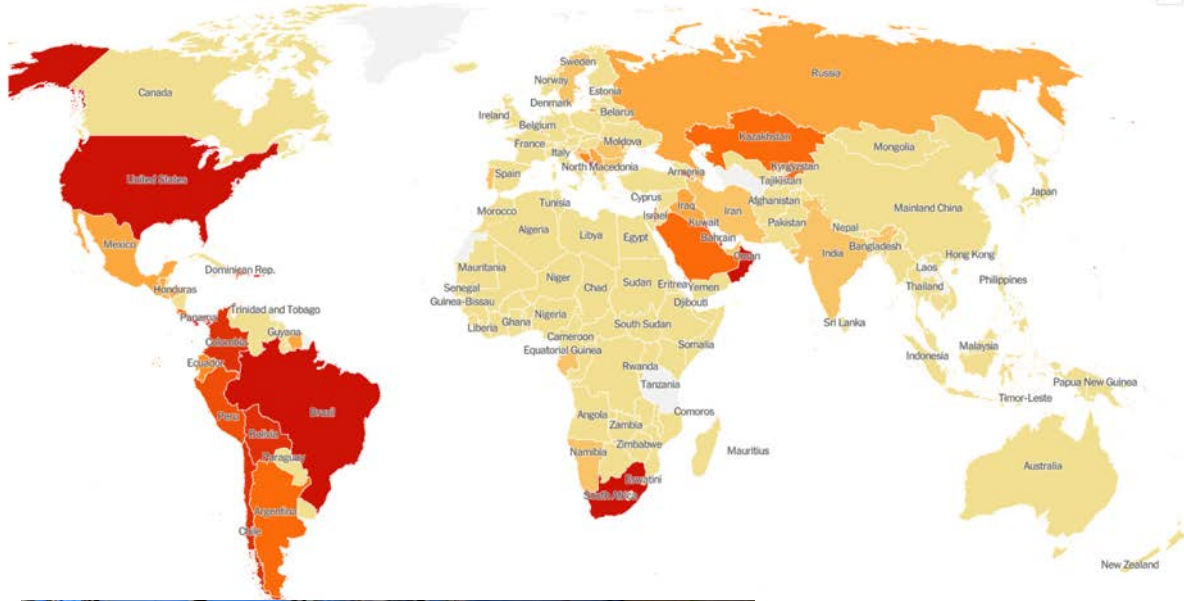 Sweden
Norway
Russia
Canada
Denmark
Estonia
Ireland
Belarus
Belgium
Kazakhstan
France
Moldova
Mongolia
Italy
United States
North Macedonia
Kyrgyzstan
Spain
Armenia
Tajikistan
Japan
Tunisia
Cyprus
Afghanistan
Mainland China
Morocco
Israel
Iraq
Iran
Algeria
Libya
Egypt
Kuwait
Pakistan
Nepal
Mexico
Bahrain
Bangladesh
Oman
India
Hong Kong
Dominican Rep.
Mauritania
Laos
Niger
Sudan
Eritrea
Yemen
Philippines
Honduras
Senegal
Chad
Thailand
Guinea-Bissau
Djibouti
Trinidad and Tobago
Panama
Nigeria
Ghana
South Sudan
Sri Lanka
Guyana
Liberia
Cameroon
Colombia
Equatorial Guinea
Somalia
Malaysia
Indonesia
Ecuador
Rwanda
Tanzania
Papua New Guinea
Timor-Leste
Peru
Brazil
Angola
Comoros
Zambia
Bolivia
Zimbabwe
Namibia
Mauritius
Paraguay
Australia
Eswatini
South Africa
Argentina
Chile
New Zealand